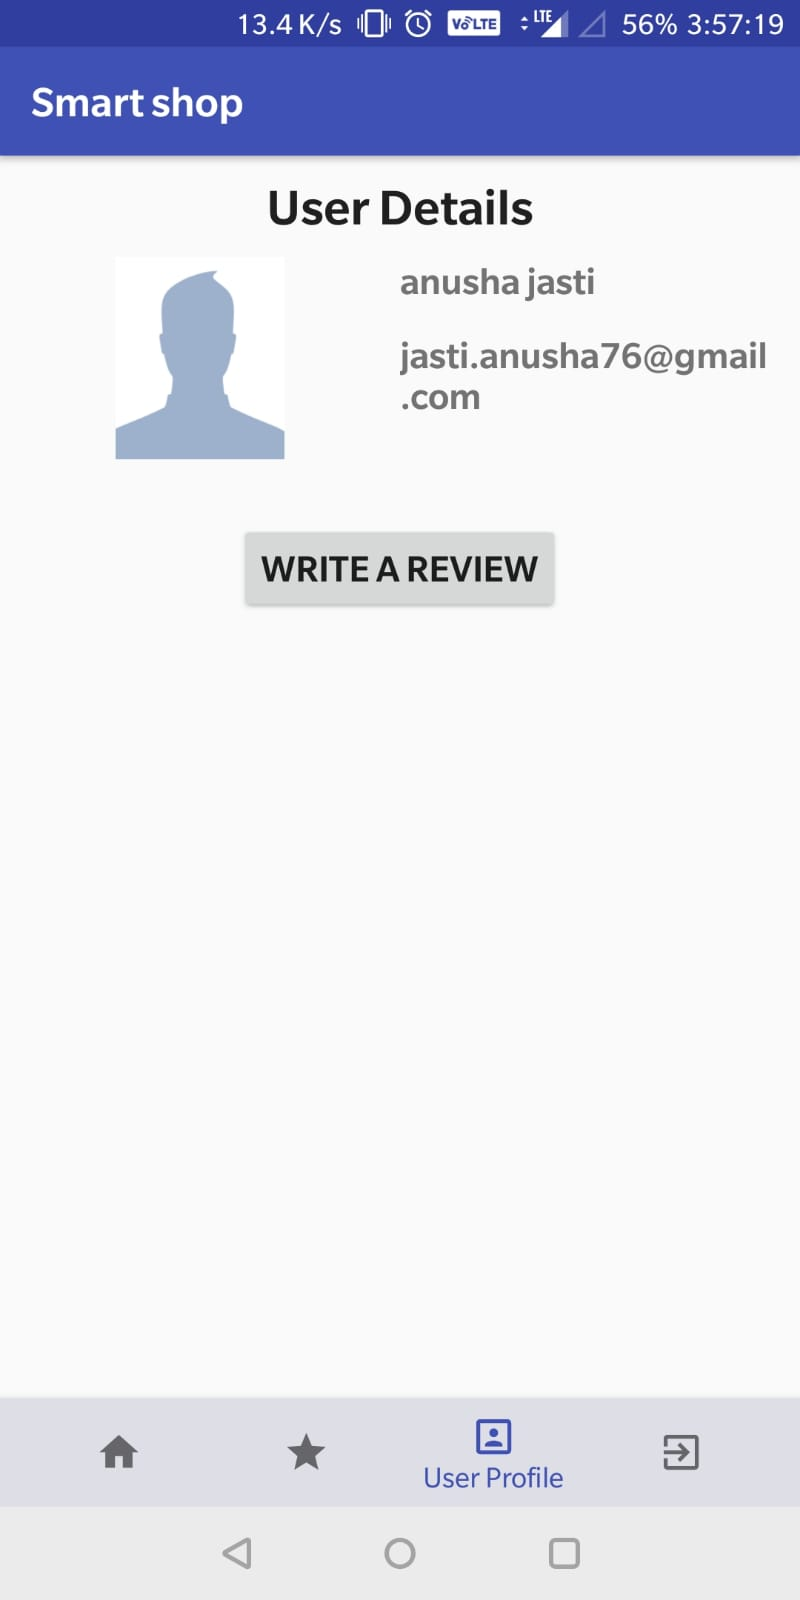 13.4 K/s VoLTE LTE 56% 3:57:19
Smart shop
User Details
anusha jasti
jasti.anusha76@gmail
.com
WRITE A REVIEW
User Profile